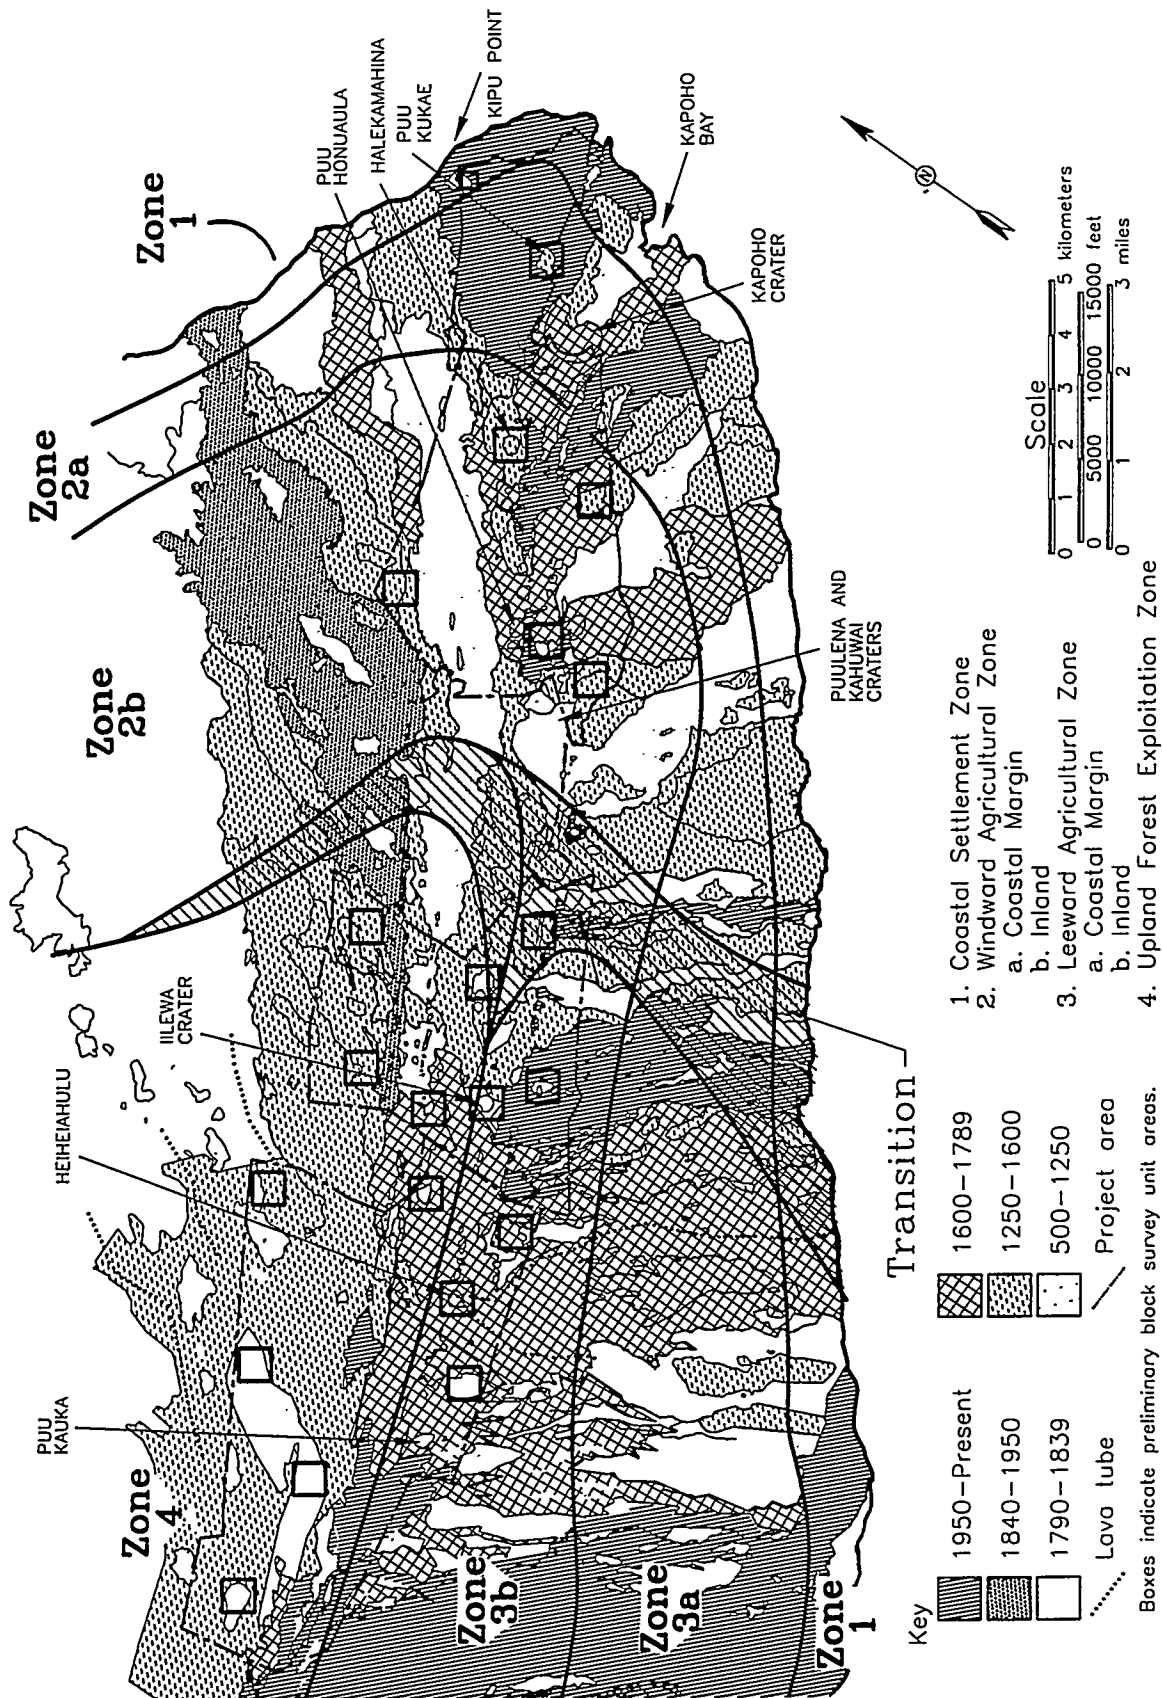 Zone
1
Zone
2a
Zone
2b
Zone
4
Zone
3b
Zone
3a
Zone
1
PUU
HONUAULA
HALEKAMAHINA
PUU
KUKAE
KIPU POINT
KAPOHO
BAY
KAPOHO
CRATER
PUULENA AND
KAHUWAI
CRATERS
IILEWA
CRATER
HEIHEIAHULU
PUU
KAUKA
Transition
N
Scale
0 1 2 3 4 5 kilometers
0 5000 10000 15000 feet
0 1 2 3 miles
Key
1950-Present
1840-1950
1790-1839
Lava tube
1600-1789
1250-1600
500-1250
Project area
Boxes indicate preliminary block survey unit areas.
1. Coastal Settlement Zone
2. Windward Agricultural Zone
a. Coastal Margin
b. Inland
3. Leeward Agricultural Zone
a. Coastal Margin
b. Inland
4. Upland Forest Exploitation Zone